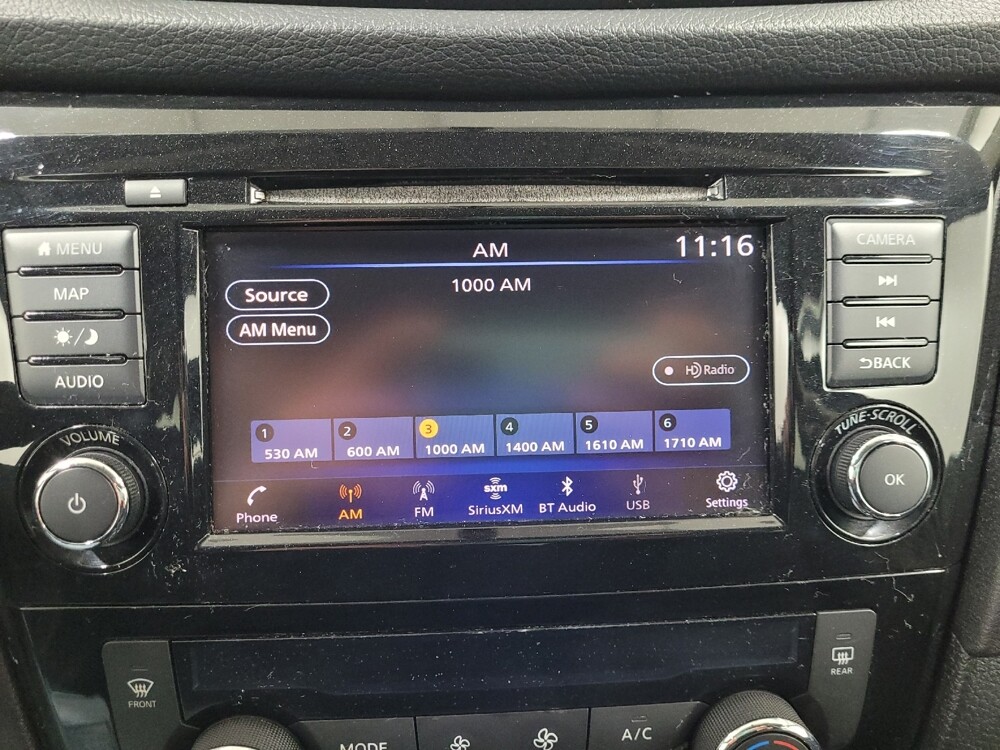 MENU
MAP
AUDIO
VOLUME
AM
11:16
1000 AM
Source
AM Menu
HD Radio
1 530 AM
2 600 AM
3 1000 AM
4 1400 AM
5 1610 AM
6 1710 AM
Phone
AM
FM
sxm
SiriusXM
BT Audio
USB
Settings
CAMERA
BACK
TUNE·SCROLL
OK
FRONT
MODE
A/C
REAR